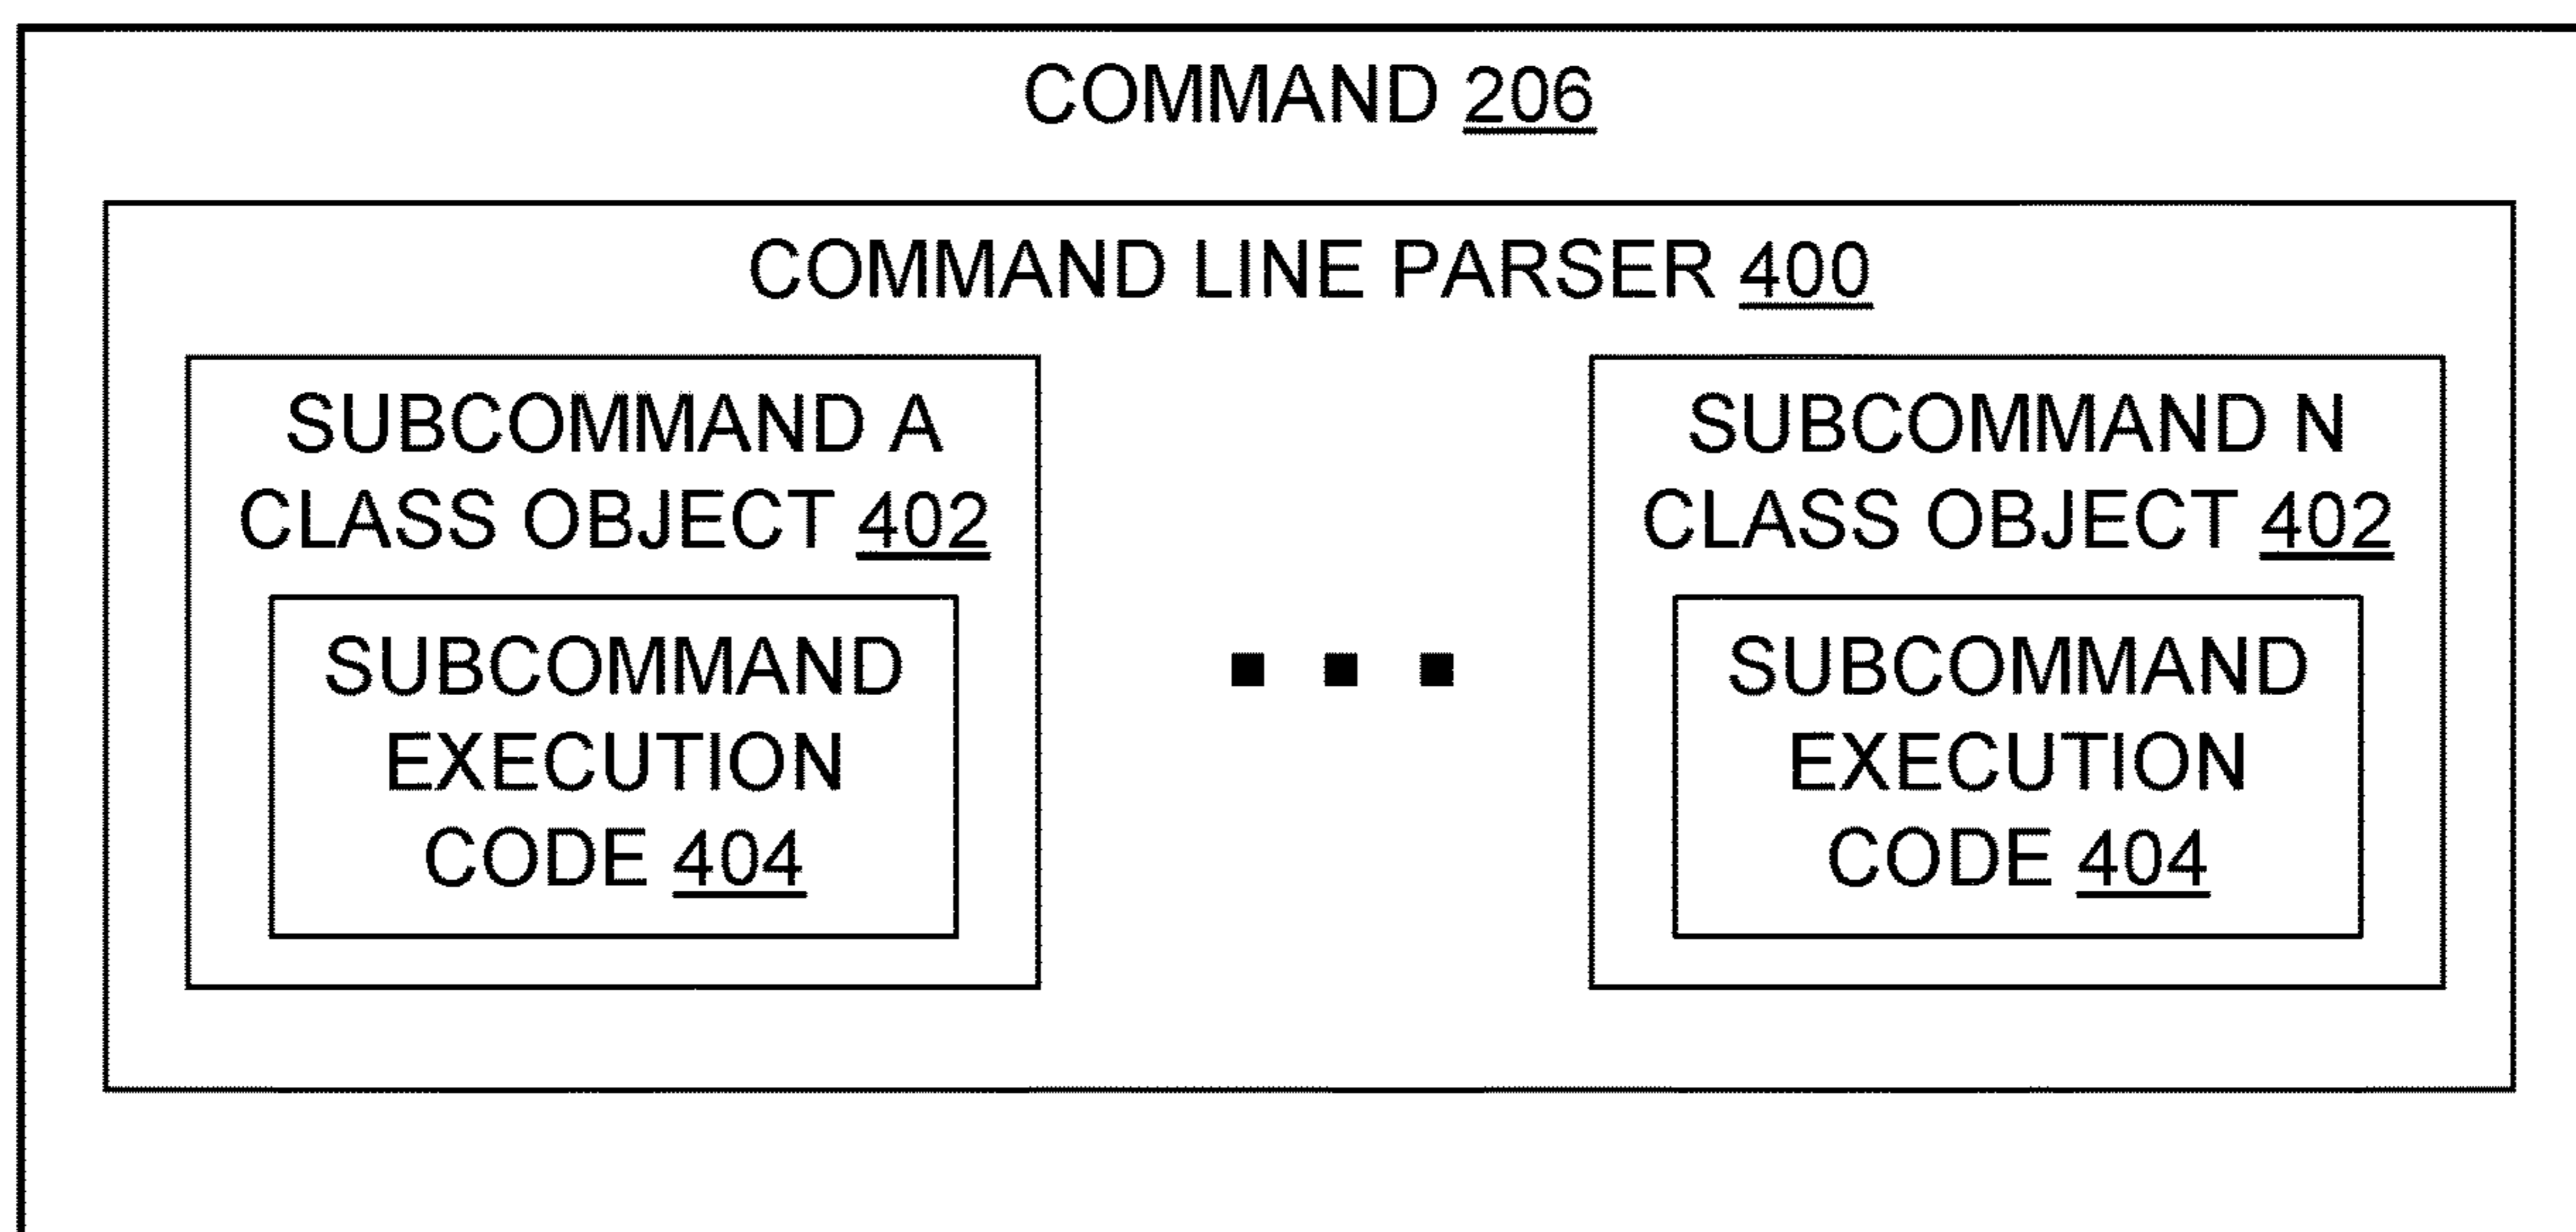 COMMAND 206
COMMAND LINE PARSER 400
SUBCOMMAND A
CLASS OBJECT 402
SUBCOMMAND
EXECUTION
CODE 404
SUBCOMMAND N
CLASS OBJECT 402
SUBCOMMAND
EXECUTION
CODE 404